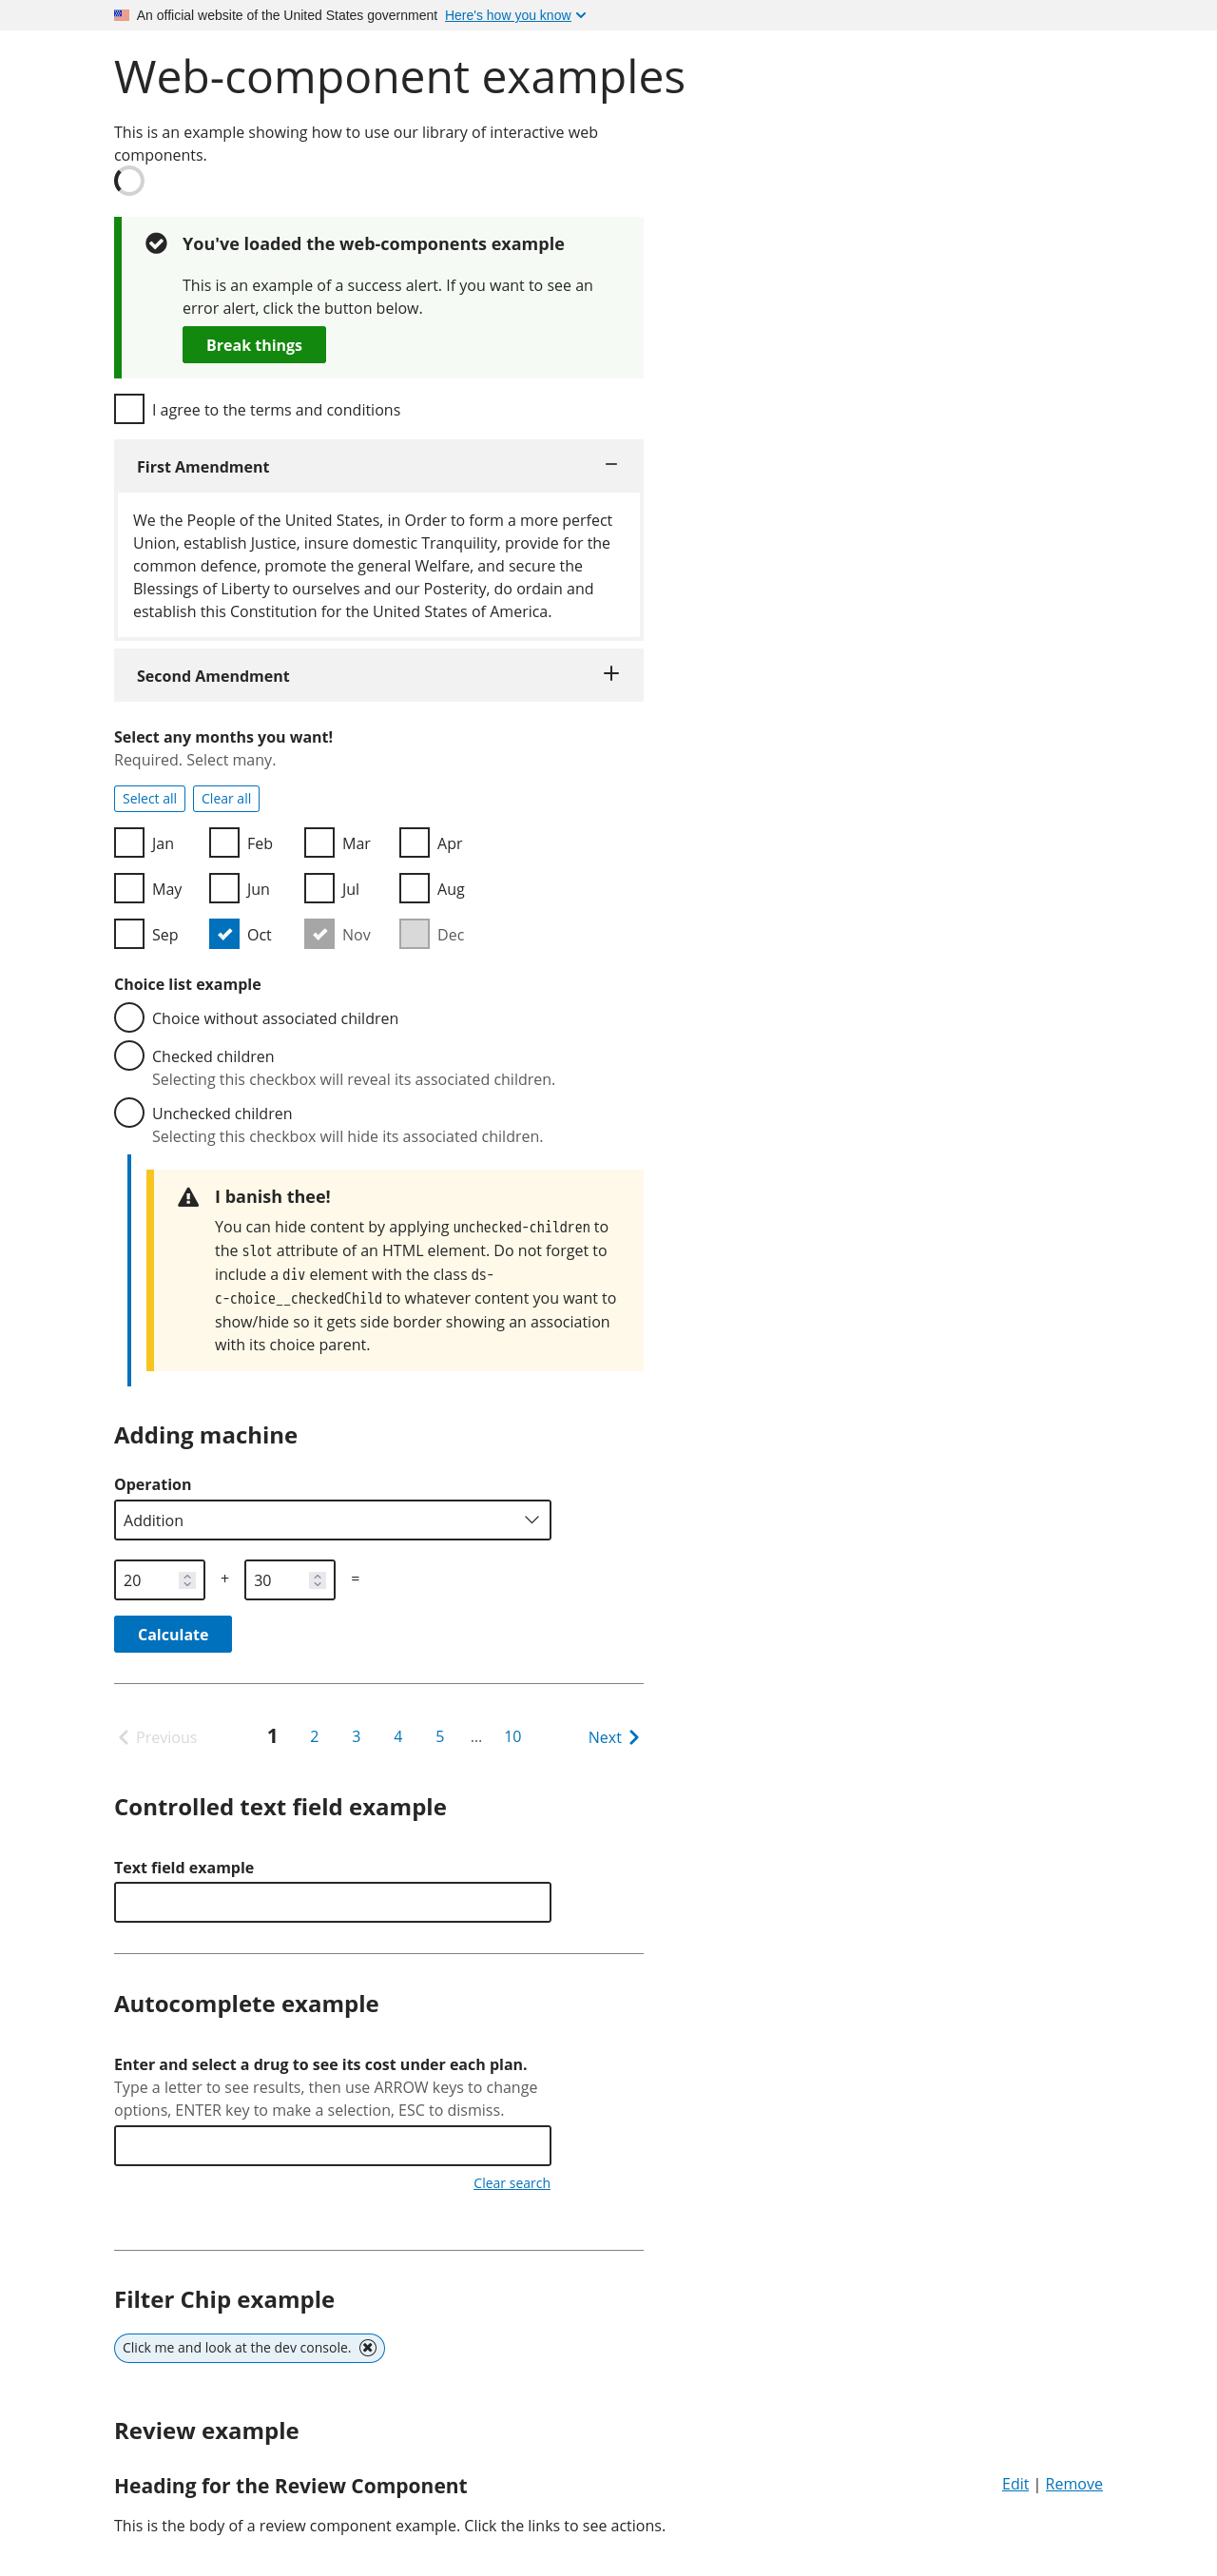 An official website of the United States government Here's how you know
Web-component examples
This is an example showing how to use our library of interactive web
components.
You've loaded the web-components example
This is an example of a success alert. If you want to see an
error alert, click the button below.
Break things
I agree to the terms and conditions
First Amendment
We the People of the United States, in Order to form a more perfect
Union, establish Justice, insure domestic Tranquility, provide for the
common defence, promote the general Welfare, and secure the
Blessings of Liberty to ourselves and our Posterity, do ordain and
establish this Constitution for the United States of America.
Second Amendment
Select any months you want!
Required. Select many.
Select all Clear all
Jan Feb Mar Apr
May Jun Jul Aug
Sep Oct Nov Dec
Choice list example
Choice without associated children
Checked children
Selecting this checkbox will reveal its associated children.
Unchecked children
Selecting this checkbox will hide its associated children.
I banish thee!
You can hide content by applying unchecked-children to
the slot attribute of an HTML element. Do not forget to
include a div element with the class ds-
c-choice__checkedChild to whatever content you want to
show/hide so it gets side border showing an association
with its choice parent.
Adding machine
Operation
Addition
20 + 30 =
Calculate
Previous 1 2 3 4 5 ... 10 Next
Controlled text field example
Text field example
Autocomplete example
Enter and select a drug to see its cost under each plan.
Type a letter to see results, then use ARROW keys to change
options, ENTER key to make a selection, ESC to dismiss.
Clear search
Filter Chip example
Click me and look at the dev console.
Review example
Heading for the Review Component Edit | Remove
This is the body of a review component example. Click the links to see actions.